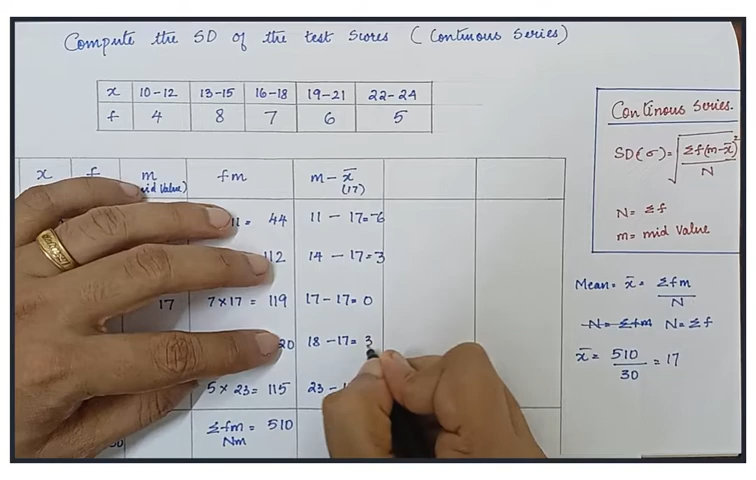 Compute the SD of the test scores (Continuous Series)
x 10-12 13-15 16-18 19-21 22-24
f 4 8 7 6 5
Continous Series.
SD(σ) = √Σf(m-x̄)²/N
N = Σf
m = mid Value
Mean = x̄ = Σfm/N
N = Σfm N = Σf
x̄ = 510/30 = 17
x f m fm m - x̄
mid Value) (17)
11 = 44 11 - 17 = -6
112 14 - 17 = 3
17 7 x 17 = 119 17 - 17 = 0
20 18 - 17 = 3
5 x 23 = 115 23 -
Σfm = 510
Nm